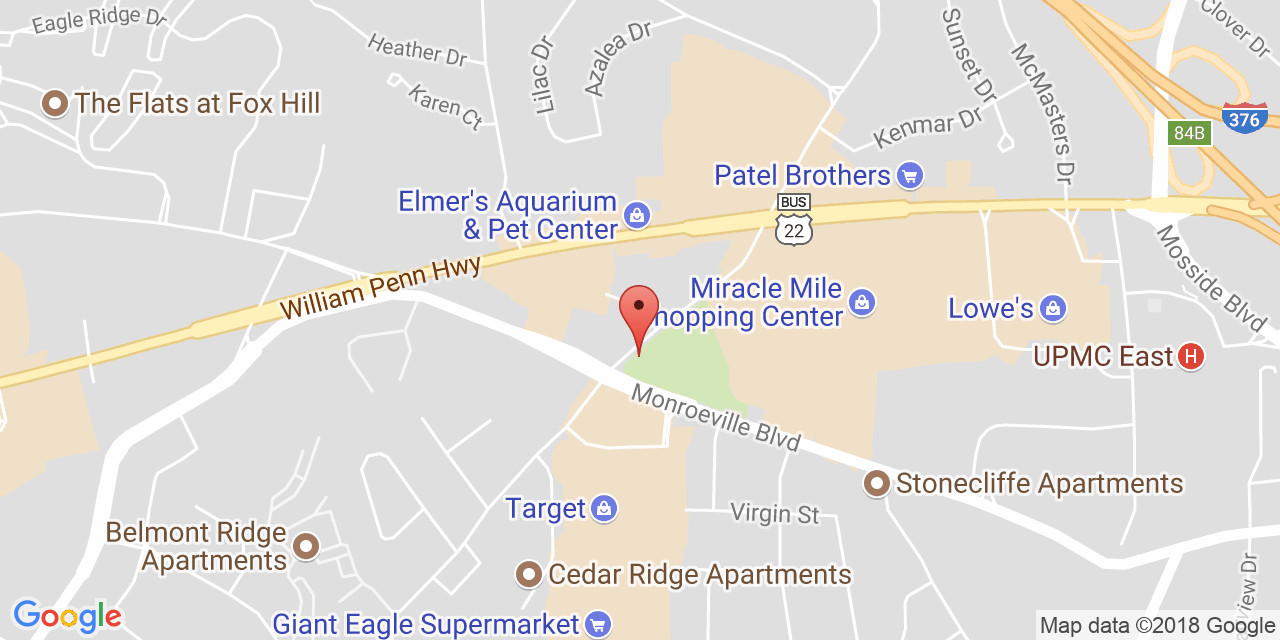 Eagle Ridge Dr
Heather Dr
Lilac Dr
Azalea Dr
Sunset Dr
McMasters Dr
Clover Dr
The Flats at Fox Hill
Karen Ct
Kenmar Dr
84B
376
Patel Brothers
Elmer's Aquarium
& Pet Center
BUS
22
William Penn Hwy
Mosside Blvd
Miracle Mile
hopping Center
Lowe's
UPMC East
H
Monroeville Blvd
Stonecliffe Apartments
Target
Virgin St
Belmont Ridge
Apartments
Cedar Ridge Apartments
view Dr
Google
Giant Eagle Supermarket
Map data ©2018 Google